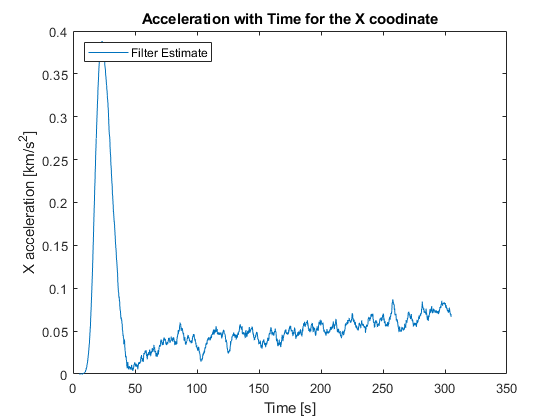 Acceleration with Time for the X coodinate
Filter Estimate
X acceleration [km/s²]
0.4
0.35
0.3
0.25
0.2
0.15
0.1
0.05
0
0 50 100 150 200 250 300 350
Time [s]